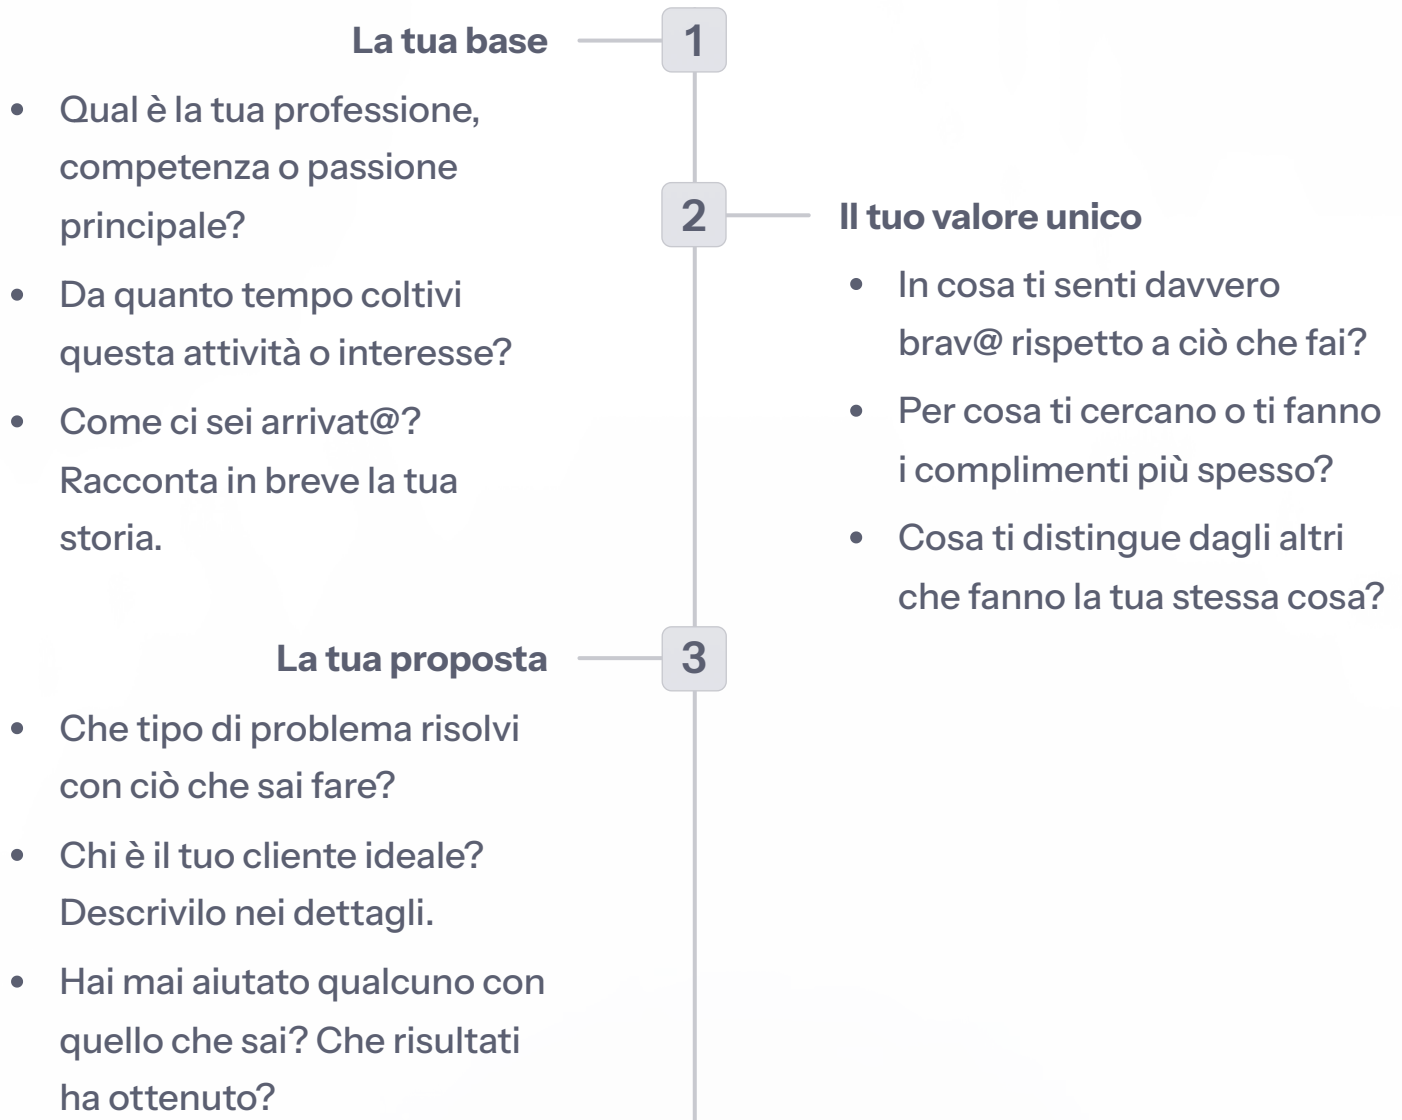 La tua base
1
• Qual è la tua professione,
competenza o passione
principale?
• Da quanto tempo coltivi
questa attività o interesse?
• Come ci sei arrivat@?
Racconta in breve la tua
storia.
2
Il tuo valore unico
• In cosa ti senti davvero
brav@ rispetto a ciò che fai?
• Per cosa ti cercano o ti fanno
i complimenti più spesso?
• Cosa ti distingue dagli altri
che fanno la tua stessa cosa?
La tua proposta
3
• Che tipo di problema risolvi
con ciò che sai fare?
• Chi è il tuo cliente ideale?
Descrivilo nei dettagli.
• Hai mai aiutato qualcuno con
quello che sai? Che risultati
ha ottenuto?